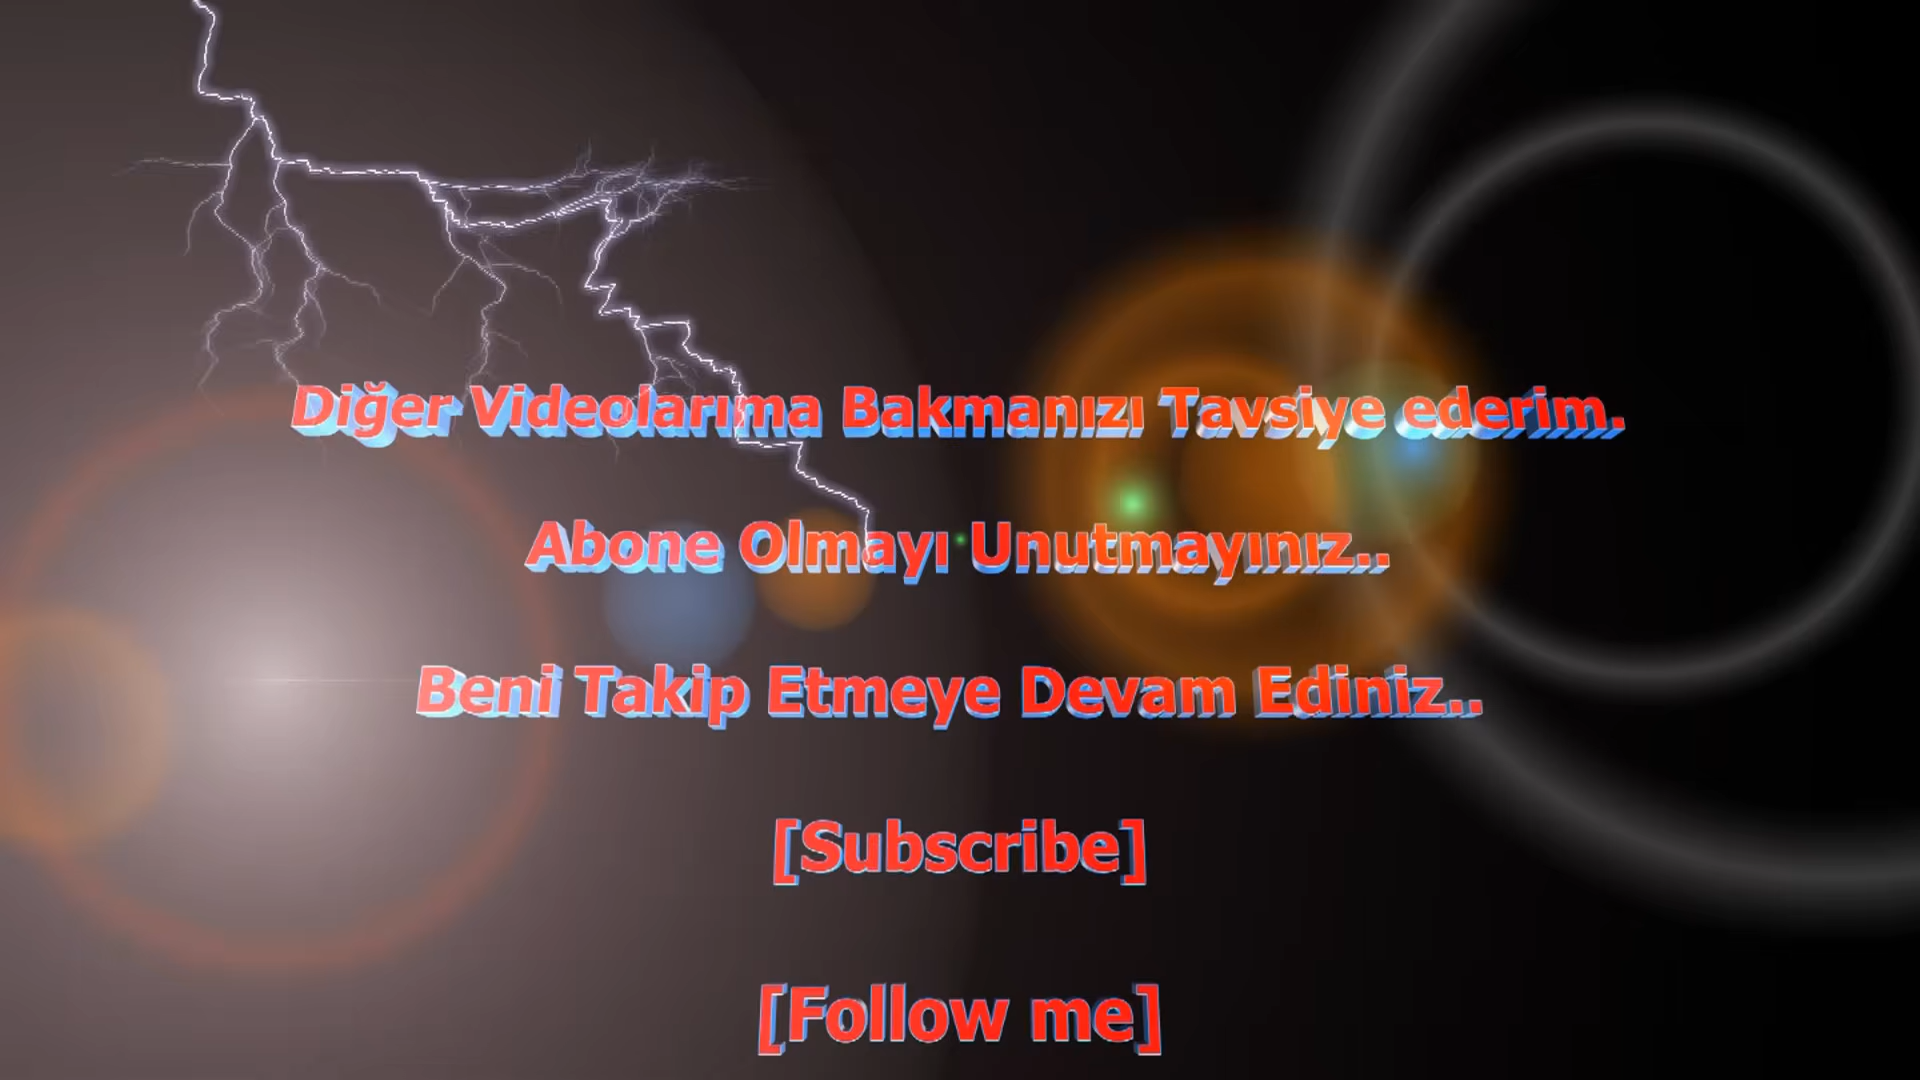 Diğer Videolarıma Bakmanızı Tavsiye ederim.
Abone Olmayı Unutmayınız..
Beni Takip Etmeye Devam Ediniz..
[Subscribe]
[Follow me]